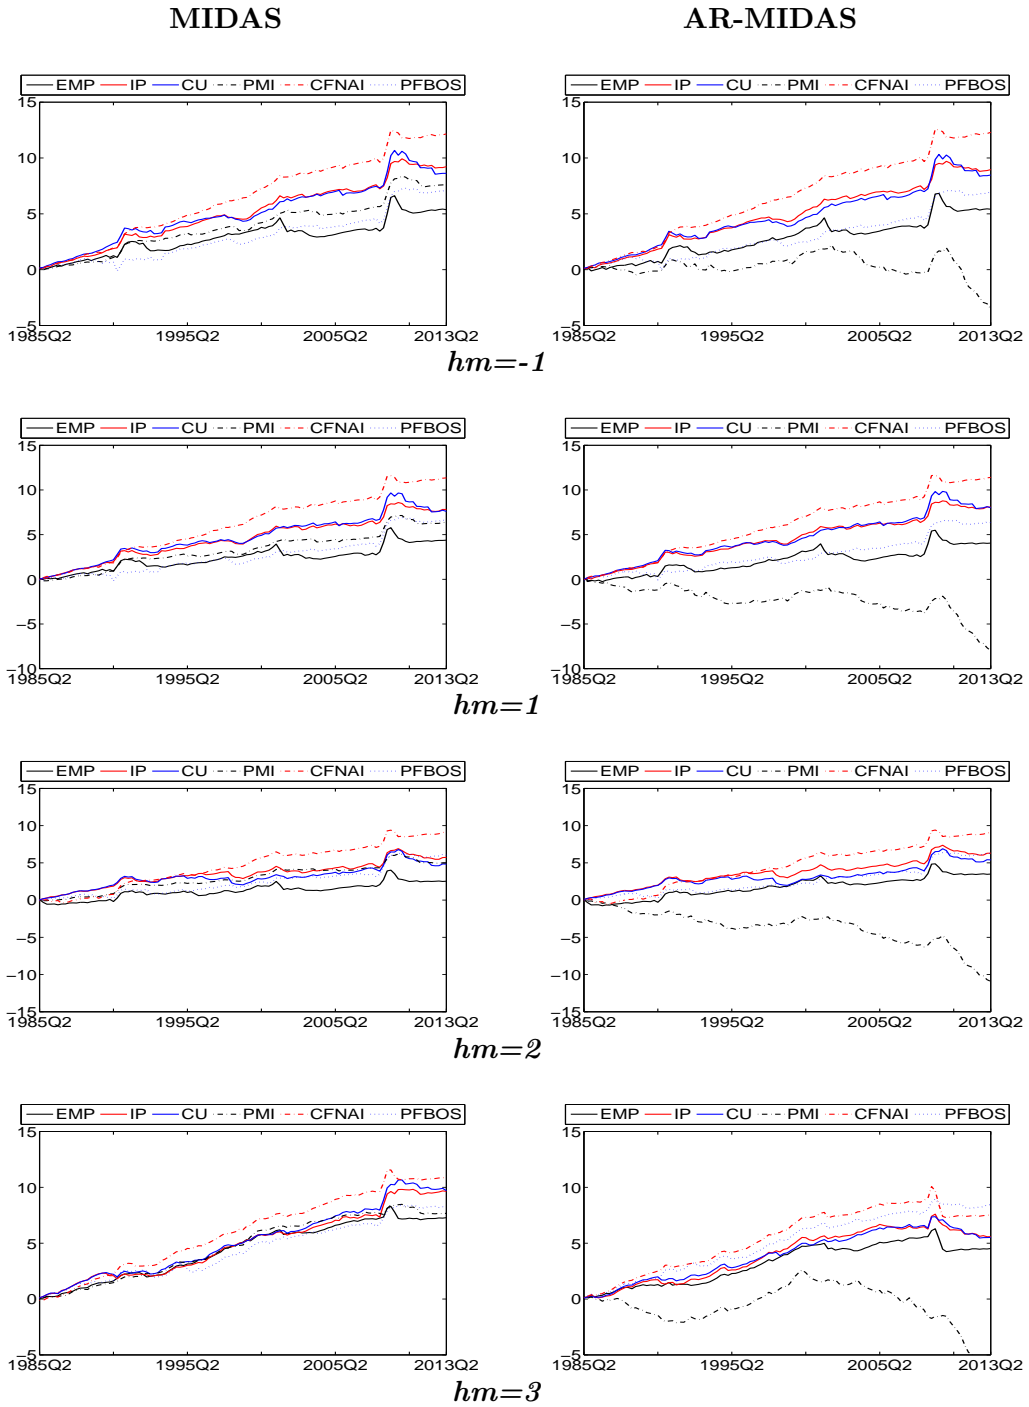 MIDAS AR-MIDAS
EMP IP CU PMI CFNAI PFBOS EMP IP CU PMI CFNAI PFBOS
15 15
10 10
5 5
0 0
−5 −5
1985Q2 1995Q2 2005Q2 2013Q2 1985Q2 1995Q2 2005Q2 2013Q2
hm=-1
EMP IP CU PMI CFNAI PFBOS EMP IP CU PMI CFNAI PFBOS
15 15
10 10
5 5
0 0
−5 −5
−10 −10
1985Q2 1995Q2 2005Q2 2013Q2 1985Q2 1995Q2 2005Q2 2013Q2
hm=1
EMP IP CU PMI CFNAI PFBOS EMP IP CU PMI CFNAI PFBOS
15 15
10 10
5 5
0 0
−5 −5
−10 −10
−15 −15
1985Q2 1995Q2 2005Q2 2013Q2 1985Q2 1995Q2 2005Q2 2013Q2
hm=2
EMP IP CU PMI CFNAI PFBOS EMP IP CU PMI CFNAI PFBOS
15 15
10 10
5 5
0 0
−5 −5
1985Q2 1995Q2 2005Q2 2013Q2 1985Q2 1995Q2 2005Q2 2013Q2
hm=3